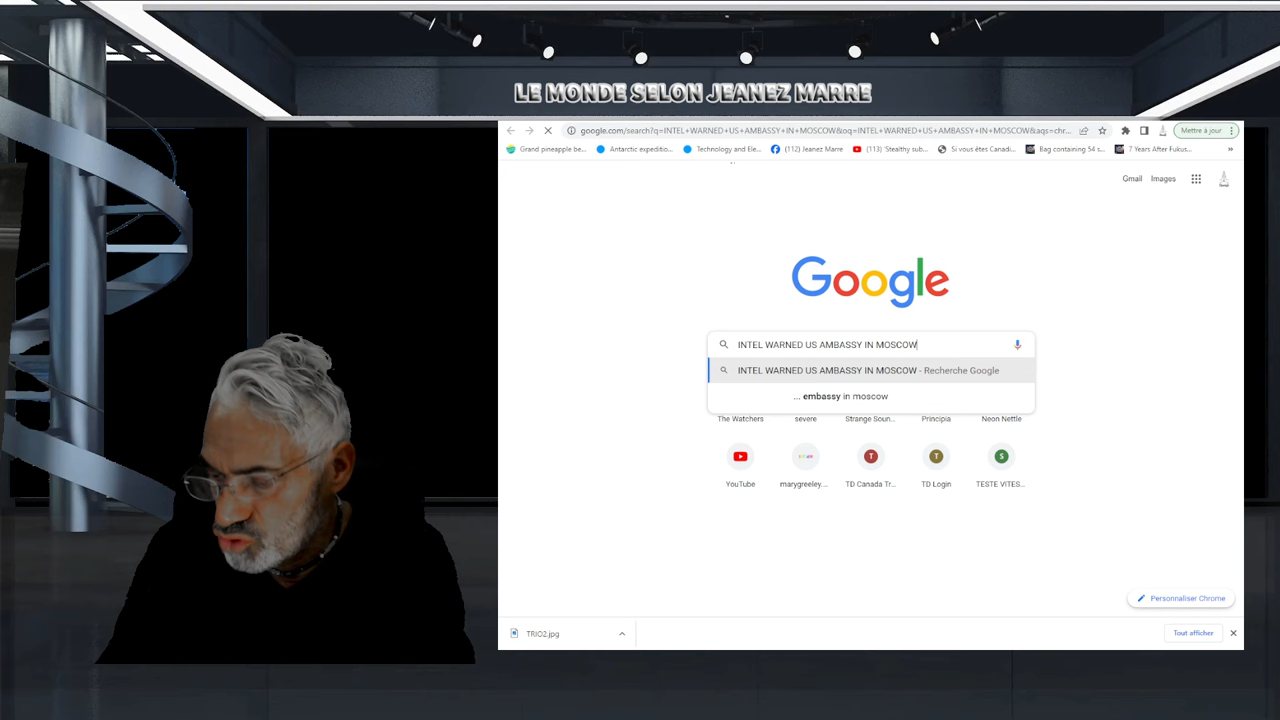 LE MONDE SELON JEANEZ MARRE
google.com/search?q=INTEL+WARNED+US+AMBASSY+IN+MOSCOW&oq=INTEL+WARNED+US+AMBASSY+IN+MOSCOW&aqs=chr...
Mettre à jour
Grand pineapple be...
Antarctic expeditio...
Technology and Ele...
(112) Jeanez Marre
(113) 'Stealthy sub...
Si vous êtes Canadi...
Bag containing 54 s...
7 Years After Fukus...
»
Gmail
Images
Google
INTEL WARNED US AMBASSY IN MOSCOW
INTEL WARNED US AMBASSY IN MOSCOW - Recherche Google
... embassy in moscow
The Watchers
severe
Strange Soun...
Principia
Neon Nettle
T
T
S
YouTube
marygreeley....
TD Canada Tr...
TD Login
TESTE VITES...
Personnaliser Chrome
TRIO2.jpg
Tout afficher